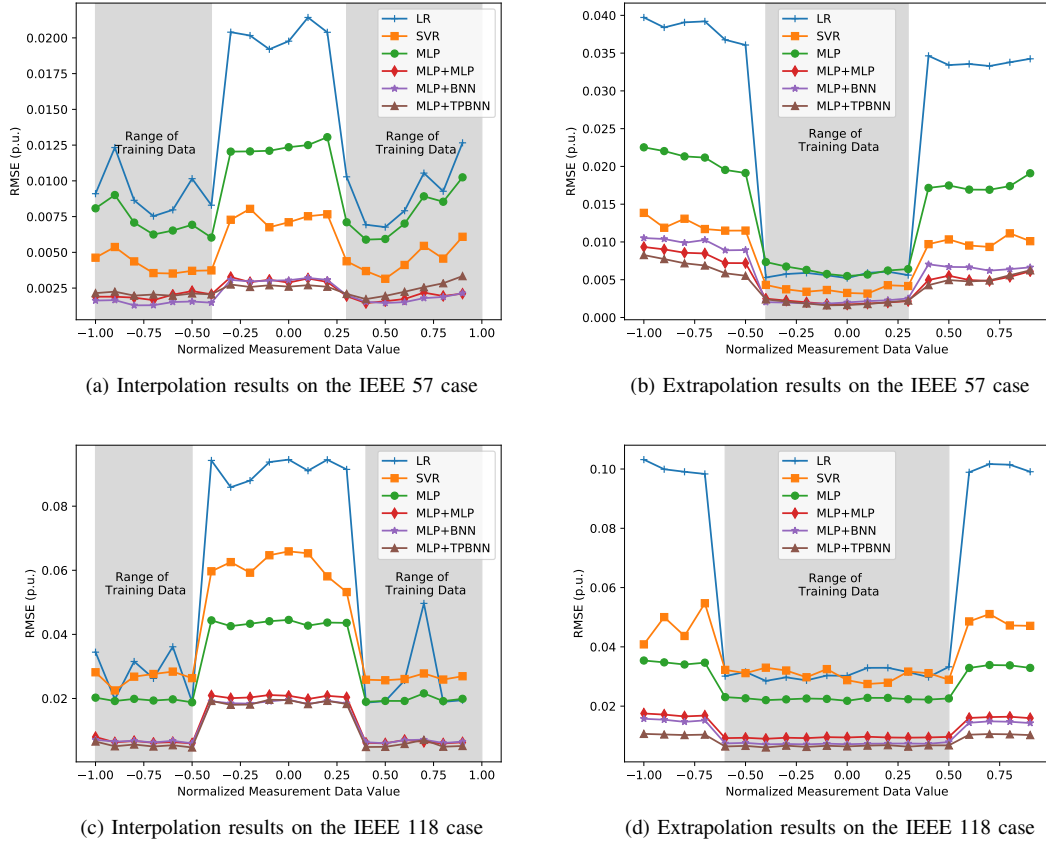 LR
SVR
MLP
MLP+MLP
MLP+BNN
MLP+TPBNN
Range of
Training Data
Range of
Training Data
RMSE (p.u.)
0.0200
0.0175
0.0150
0.0125
0.0100
0.0075
0.0050
0.0025
−1.00 −0.75 −0.50 −0.25 0.00 0.25 0.50 0.75 1.00
Normalized Measurement Data Value
(a) Interpolation results on the IEEE 57 case
LR
SVR
MLP
MLP+MLP
MLP+BNN
MLP+TPBNN
Range of
Training Data
RMSE (p.u.)
0.040
0.035
0.030
0.025
0.020
0.015
0.010
0.005
0.000
−1.00 −0.75 −0.50 −0.25 0.00 0.25 0.50 0.75
Normalized Measurement Data Value
(b) Extrapolation results on the IEEE 57 case
LR
SVR
MLP
MLP+MLP
MLP+BNN
MLP+TPBNN
Range of
Training Data
Range of
Training Data
RMSE (p.u.)
0.08
0.06
0.04
0.02
−1.00 −0.75 −0.50 −0.25 0.00 0.25 0.50 0.75 1.00
Normalized Measurement Data Value
(c) Interpolation results on the IEEE 118 case
LR
SVR
MLP
MLP+MLP
MLP+BNN
MLP+TPBNN
Range of
Training Data
RMSE (p.u.)
0.10
0.08
0.06
0.04
0.02
−1.00 −0.75 −0.50 −0.25 0.00 0.25 0.50 0.75
Normalized Measurement Data Value
(d) Extrapolation results on the IEEE 118 case